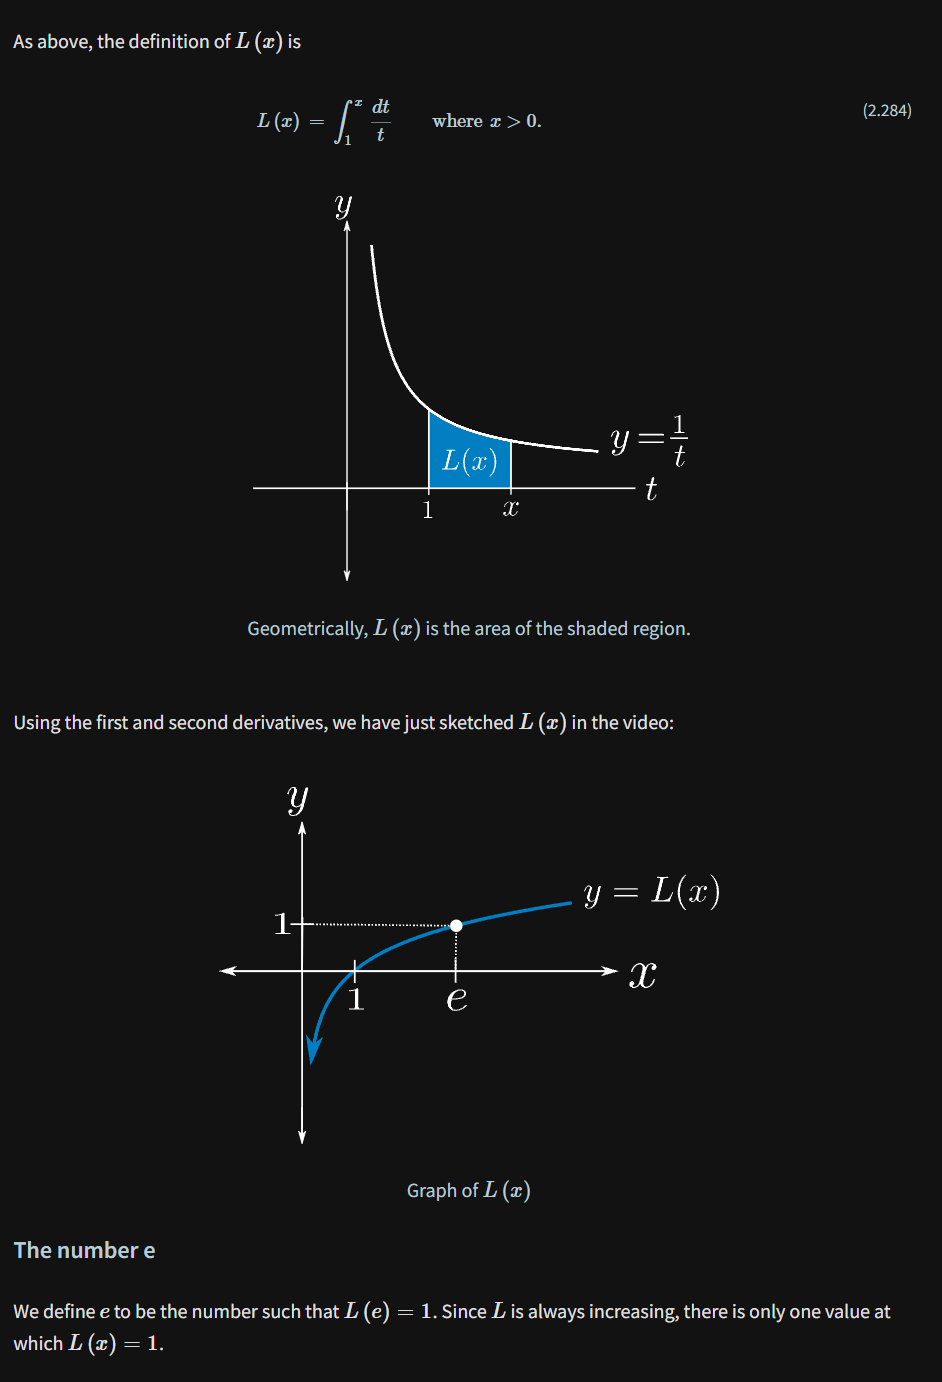 As above, the definition of L (x) is
L (x) = ∫₁ˣ dt/t where x > 0. (2.284)
y
y = 1/t
L(x)
t
1 x
Geometrically, L (x) is the area of the shaded region.
Using the first and second derivatives, we have just sketched L (x) in the video:
y
y = L(x)
1
x
1 e
Graph of L (x)
The number e
We define e to be the number such that L (e) = 1. Since L is always increasing, there is only one value at
which L (x) = 1.